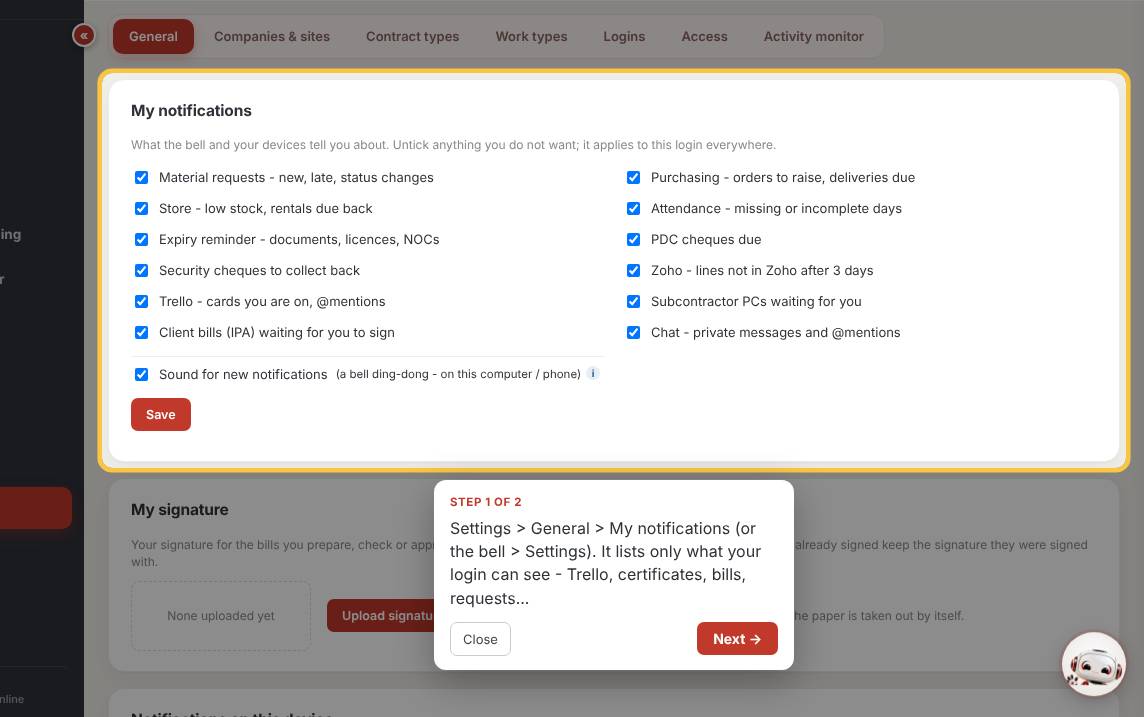 «
General
Companies & sites
Contract types
Work types
Logins
Access
Activity monitor
My notifications
What the bell and your devices tell you about. Untick anything you do not want; it applies to this login everywhere.
Material requests - new, late, status changes
Purchasing - orders to raise, deliveries due
Store - low stock, rentals due back
Attendance - missing or incomplete days
Expiry reminder - documents, licences, NOCs
PDC cheques due
Security cheques to collect back
Zoho - lines not in Zoho after 3 days
Trello - cards you are on, @mentions
Subcontractor PCs waiting for you
Client bills (IPA) waiting for you to sign
Chat - private messages and @mentions
Sound for new notifications (a bell ding-dong - on this computer / phone) i
Save
ing
r
nline
My signature
Your signature for the bills you prepare, check or
already signed keep the signature they were signed
with.
None uploaded yet
Upload
the paper is taken out by itself.
STEP 1 OF 2
Settings > General > My notifications (or
the bell > Settings). It lists only what your
login can see - Trello, certificates, bills,
requests...
Close
Next →